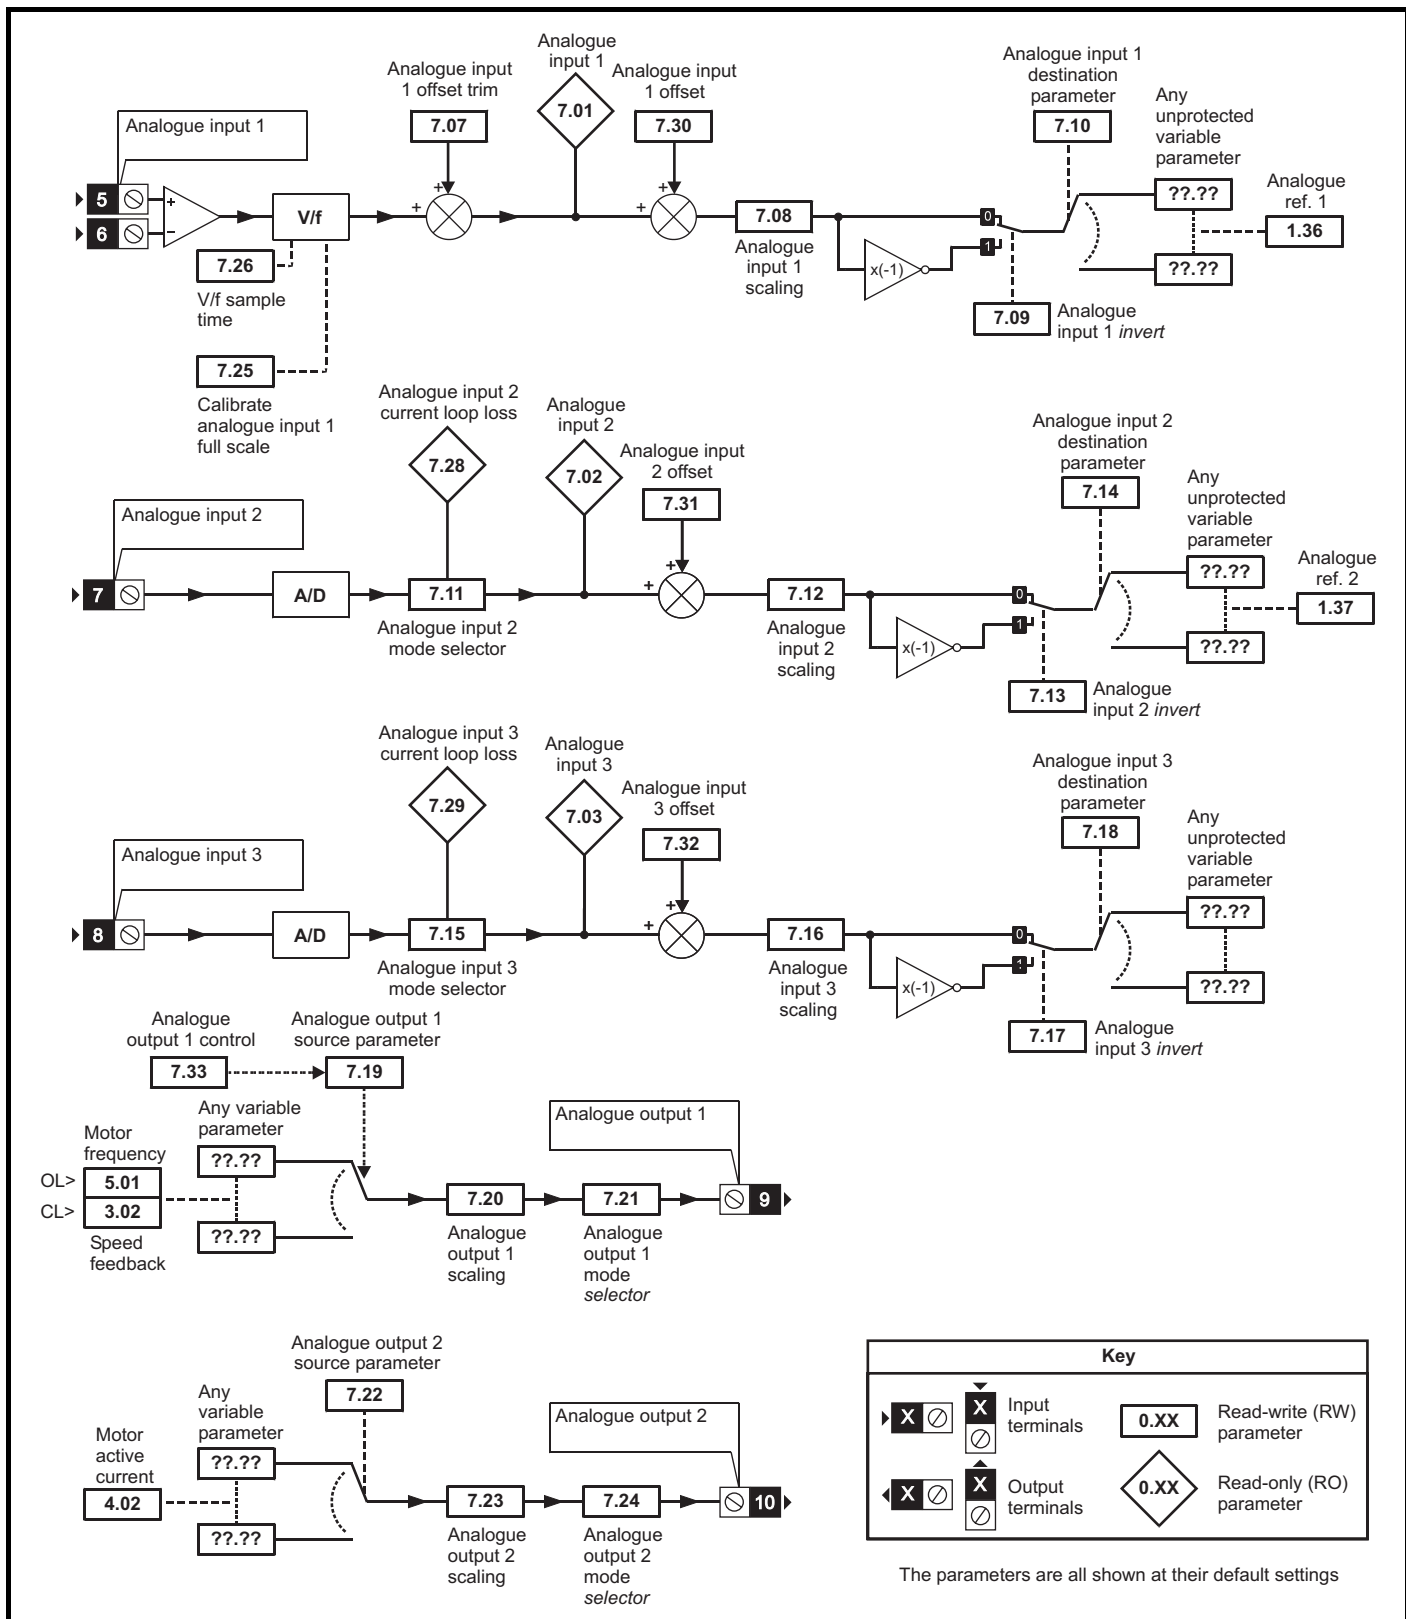 Analogue input 1
5
6
+
−
V/f
7.26
V/f sample
time
7.25
Calibrate
analogue input 1
full scale
Analogue input
1 offset trim
7.07
+
+
Analogue
input 1
7.01
Analogue input
1 offset
7.30
+
+
7.08
Analogue
input 1
scaling
x(-1)
0
1
7.09
Analogue
input 1 invert
Analogue input 1
destination
parameter
7.10
Any
unprotected
variable
parameter
??.??
??.??
Analogue
ref. 1
1.36
Analogue input 2
7
A/D
Analogue input 2
current loop loss
7.28
7.11
Analogue input 2
mode selector
Analogue
input 2
7.02
Analogue input
2 offset
7.31
+
+
7.12
Analogue
input 2
scaling
x(-1)
0
1
7.13
Analogue
input 2 invert
Analogue input 2
destination
parameter
7.14
Any
unprotected
variable
parameter
??.??
??.??
Analogue
ref. 2
1.37
Analogue input 3
8
A/D
Analogue input 3
current loop loss
7.29
7.15
Analogue input 3
mode selector
Analogue
input 3
7.03
Analogue input
3 offset
7.32
+
+
7.16
Analogue
input 3
scaling
x(-1)
0
1
7.17
Analogue
input 3 invert
Analogue input 3
destination
parameter
7.18
Any
unprotected
variable
parameter
??.??
??.??
Analogue
output 1 control
7.33
Analogue output 1
source parameter
7.19
Any variable
parameter
??.??
??.??
Motor
frequency
OL>
5.01
CL>
3.02
Speed
feedback
7.20
Analogue
output 1
scaling
7.21
Analogue
output 1
mode
selector
Analogue output 1
9
Analogue output 2
source parameter
7.22
Any
variable
parameter
??.??
??.??
Motor
active
current
4.02
7.23
Analogue
output 2
scaling
7.24
Analogue
output 2
mode
selector
Analogue output 2
10
Key
X
X
Input
terminals
0.XX
Read-write (RW)
parameter
X
X
Output
terminals
0.XX
Read-only (RO)
parameter
The parameters are all shown at their default settings